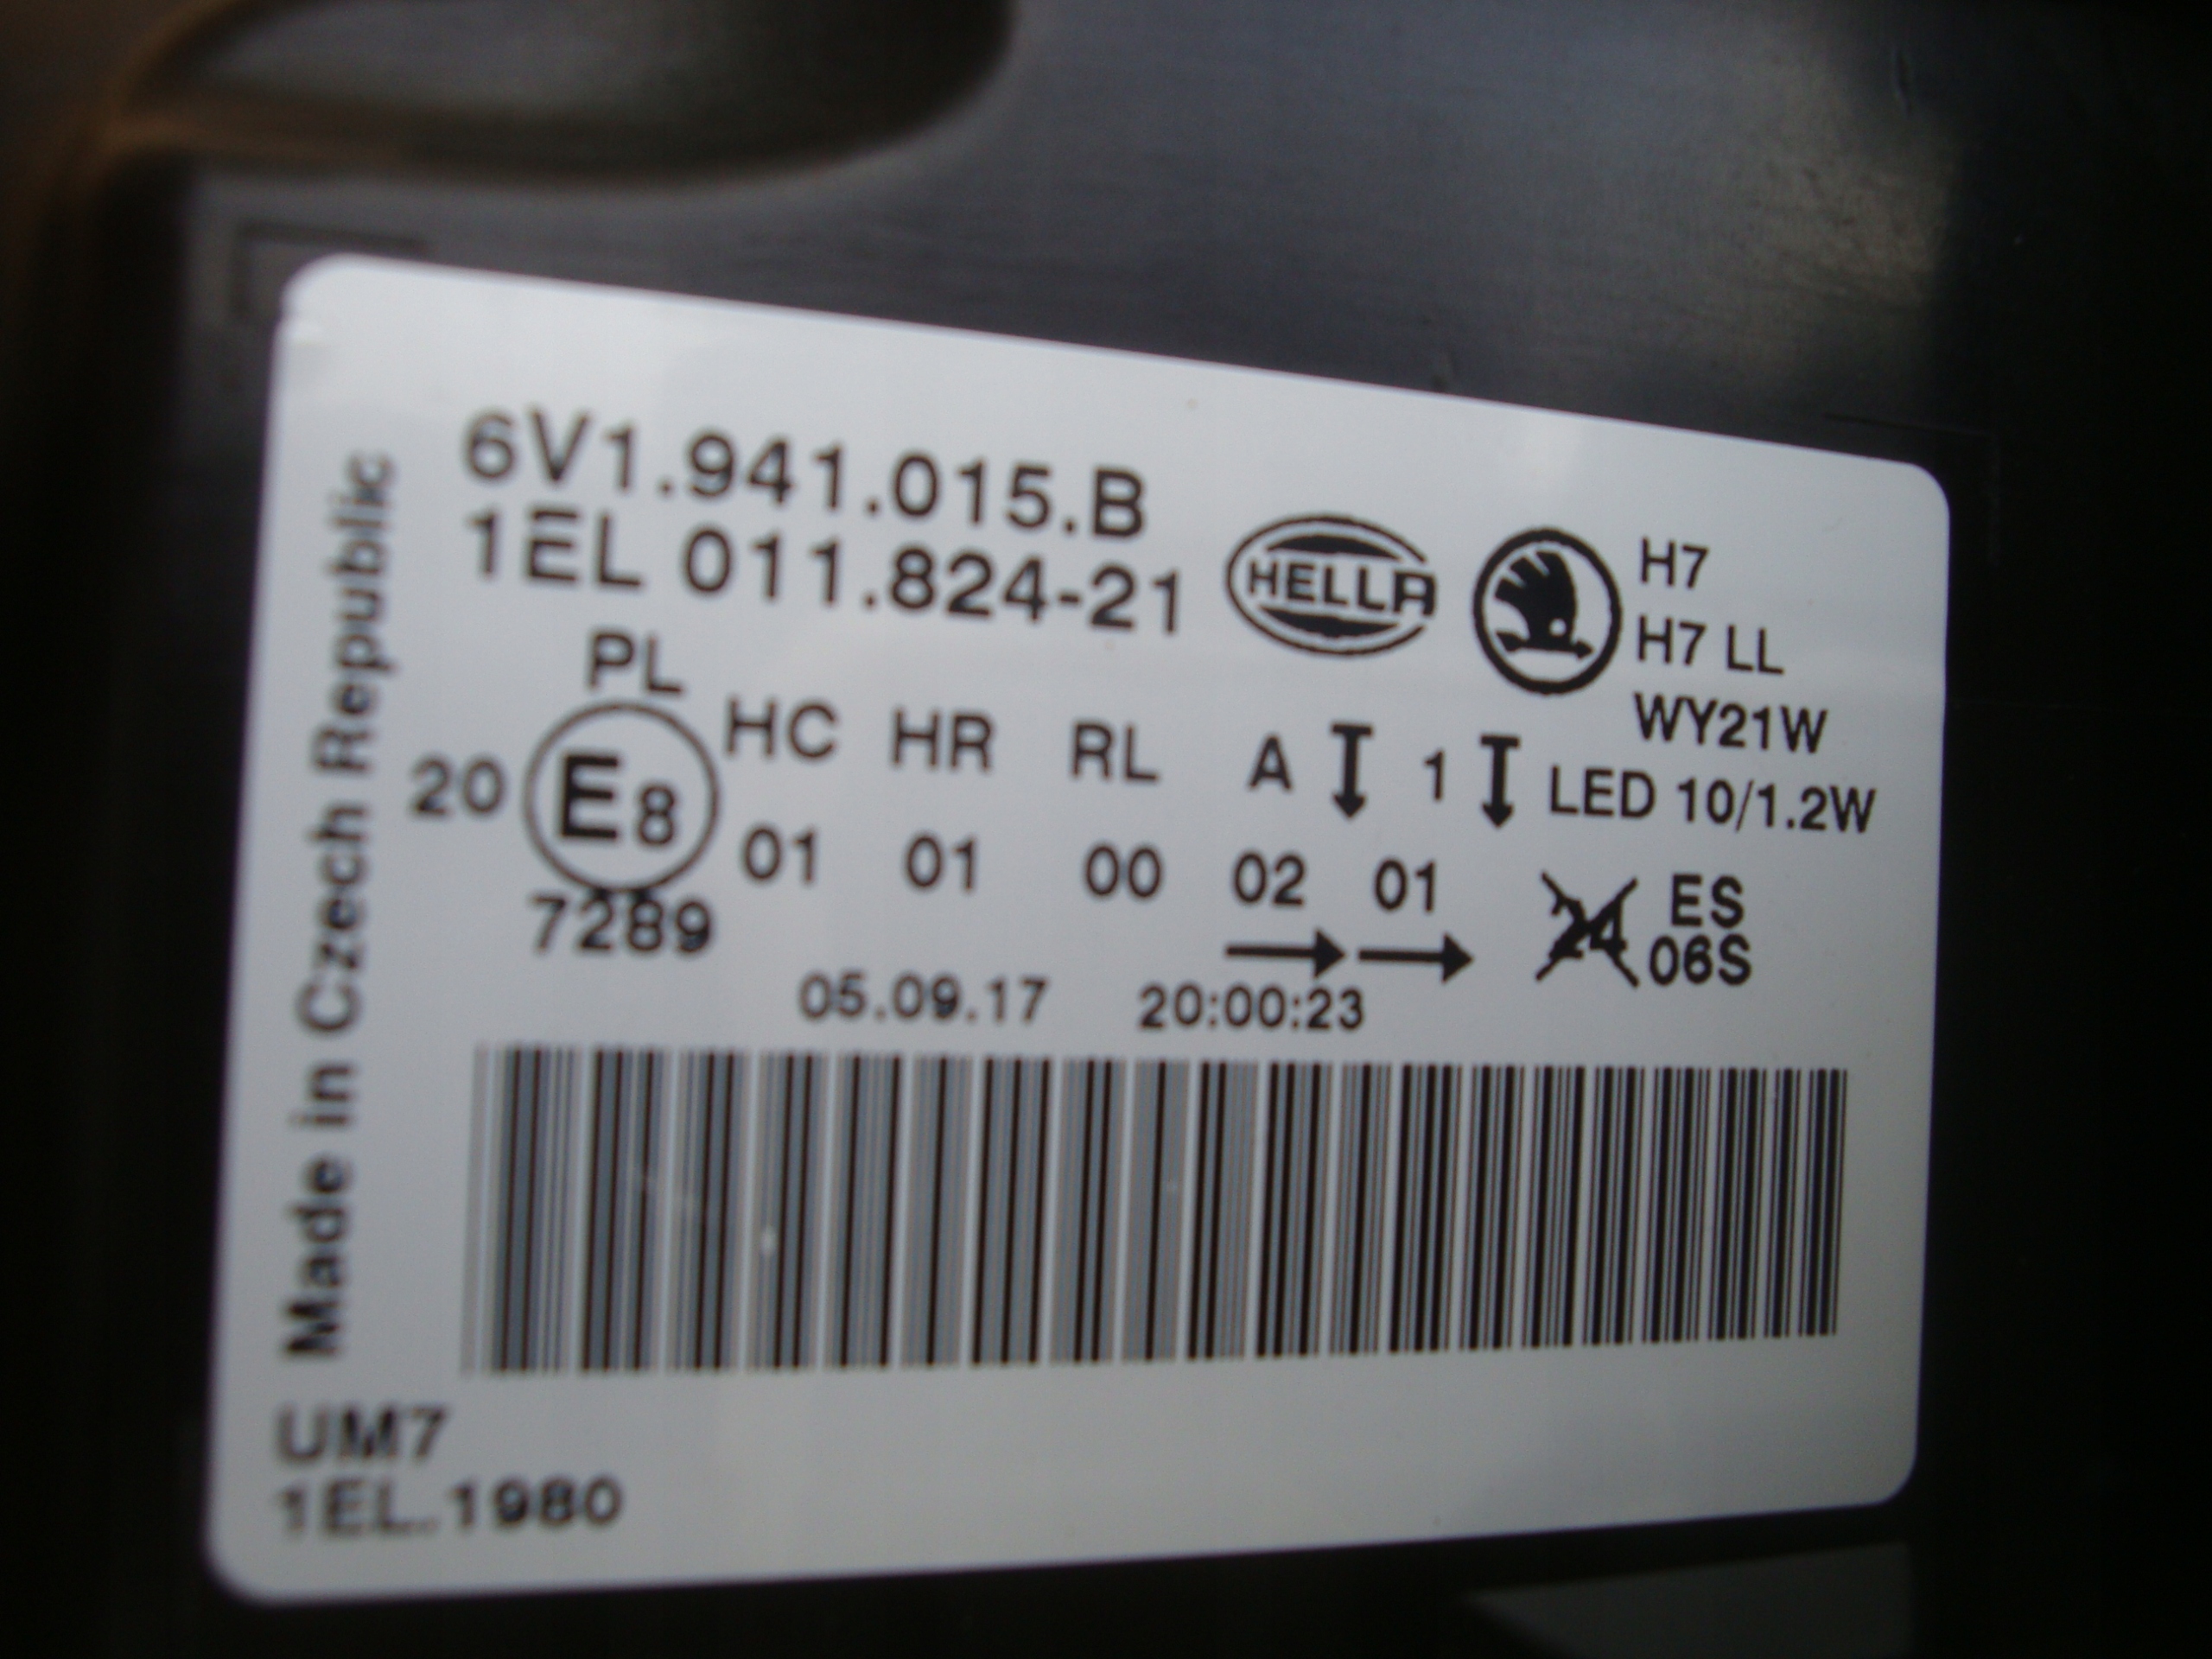 6V1.941.015.B
1EL 011.824-21
HELLA
H7
H7 LL
WY21W
LED 10/1.2W
PL
20 E8 HC HR RL A 1
01 01 00 02 01
7289
24 ES
06S
05.09.17 20:00:23
Made in Czech Republic
UM7
1EL.1980